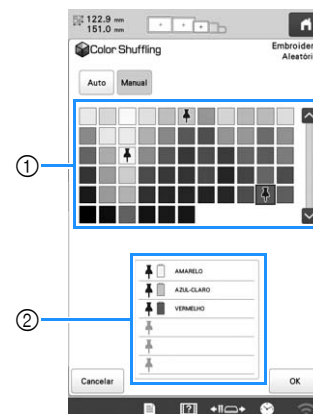 122.9 mm
151.0 mm
Color Shuffling
Embroider
Aleatóri
Auto
Manual
①
②
AMARELO
AZUL-CLARO
VERMELHO
Cancelar
OK